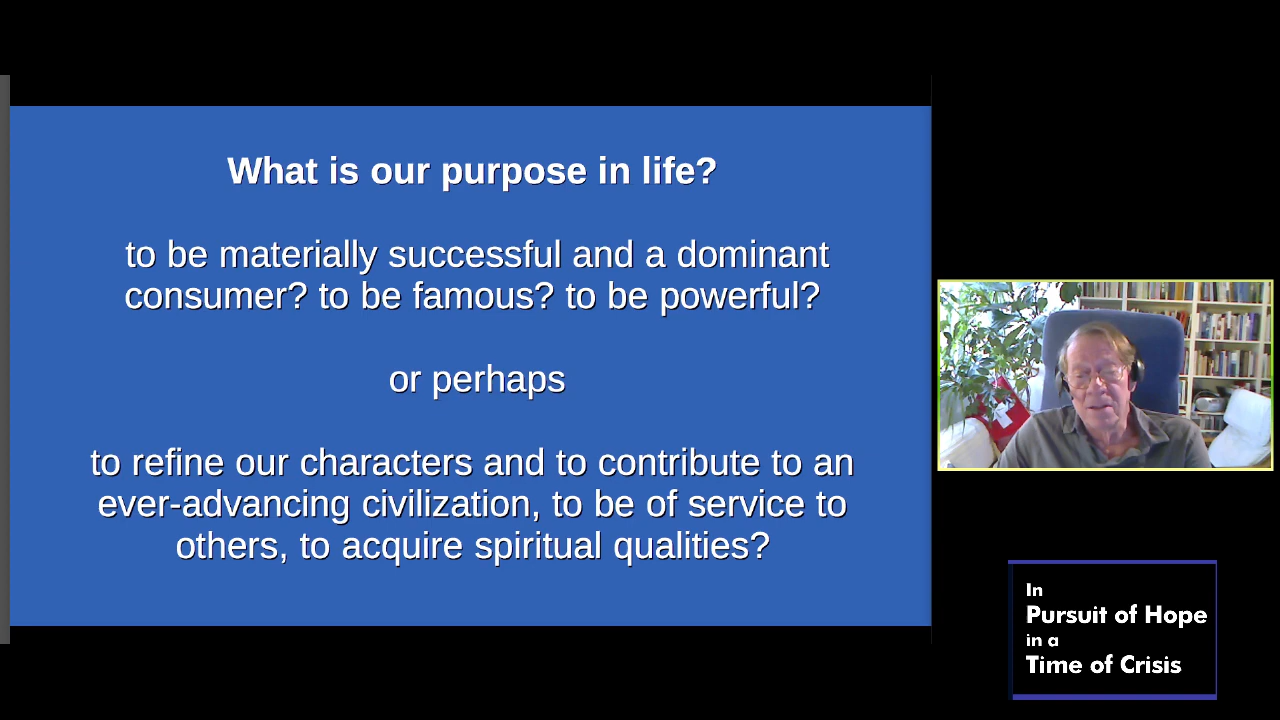 What is our purpose in life?
to be materially successful and a dominant
consumer? to be famous? to be powerful?
or perhaps
to refine our characters and to contribute to an
ever-advancing civilization, to be of service to
others, to acquire spiritual qualities?
In
Pursuit of Hope
in a
Time of Crisis